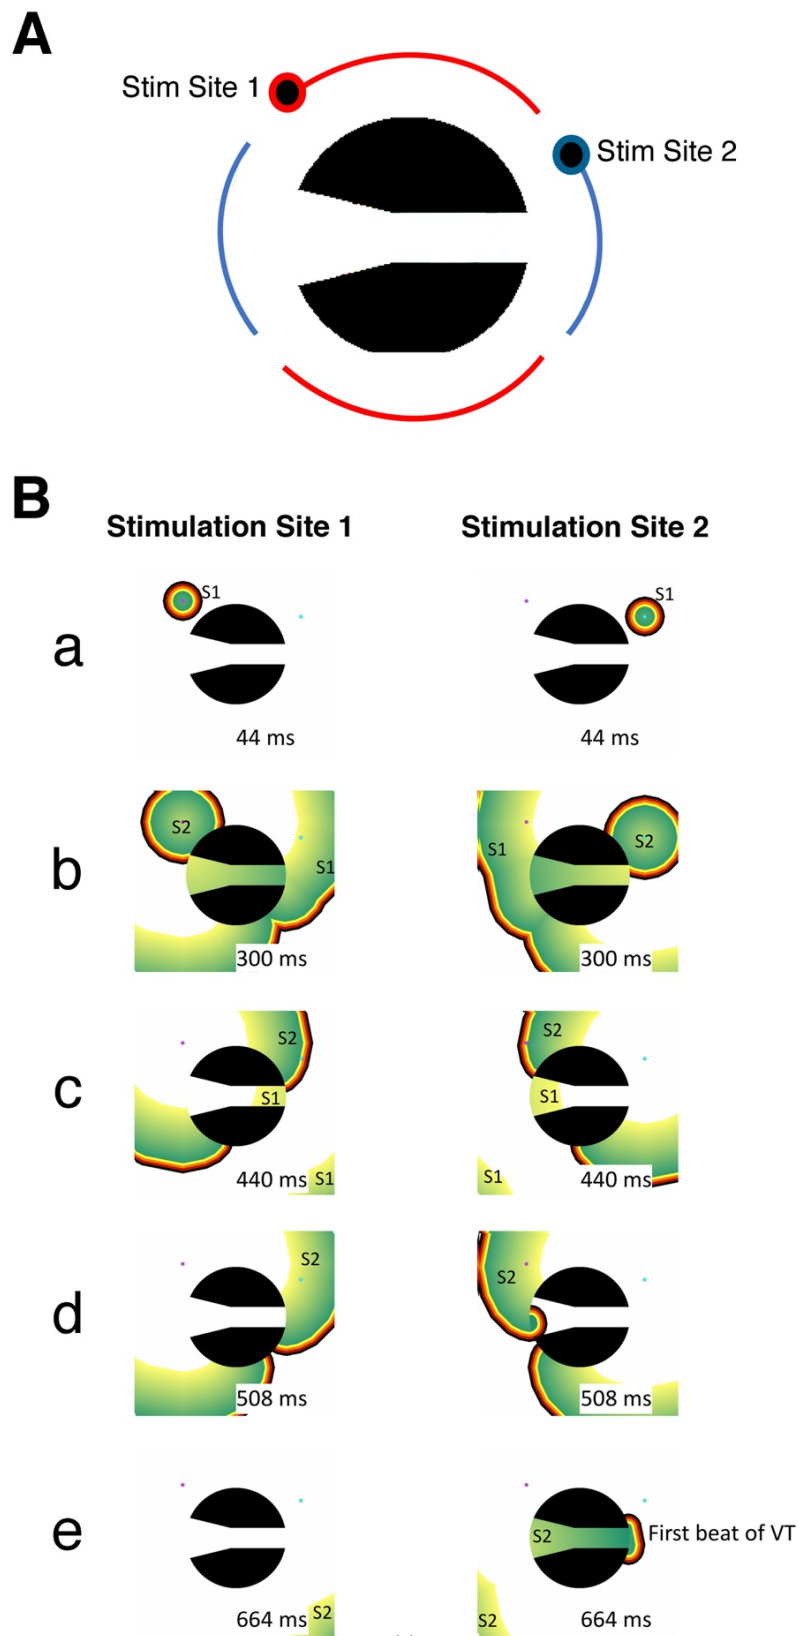 A
Stim Site 1
Stim Site 2
B
Stimulation Site 1 Stimulation Site 2
a
S1
44 ms
S1
44 ms
b
S2
S1
300 ms
S1
S2
300 ms
c
S2
S1
440 ms S1
S2
S1
S1
440 ms
d
S2
508 ms
S2
508 ms
e
664 ms S2
S2
First beat of VT
S2
664 ms